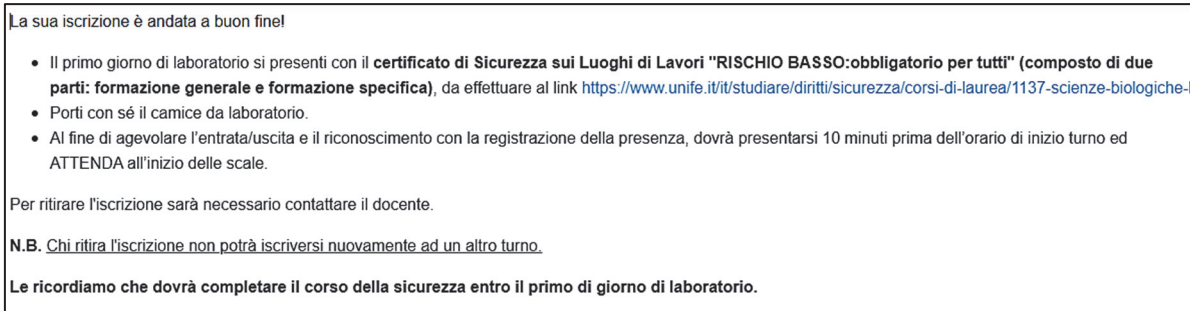 La sua iscrizione è andata a buon fine!
• Il primo giorno di laboratorio si presenti con il certificato di Sicurezza sui Luoghi di Lavori "RISCHIO BASSO:obbligatorio per tutti" (composto di due
parti: formazione generale e formazione specifica), da effettuare al link https://www.unife.it/it/studiare/diritti/sicurezza/corsi-di-laurea/1137-scienze-biologiche-
• Porti con sé il camice da laboratorio.
• Al fine di agevolare l'entrata/uscita e il riconoscimento con la registrazione della presenza, dovrà presentarsi 10 minuti prima dell'orario di inizio turno ed
ATTENDA all'inizio delle scale.
Per ritirare l'iscrizione sarà necessario contattare il docente.
N.B. Chi ritira l'iscrizione non potrà iscriversi nuovamente ad un altro turno.
Le ricordiamo che dovrà completare il corso della sicurezza entro il primo di giorno di laboratorio.